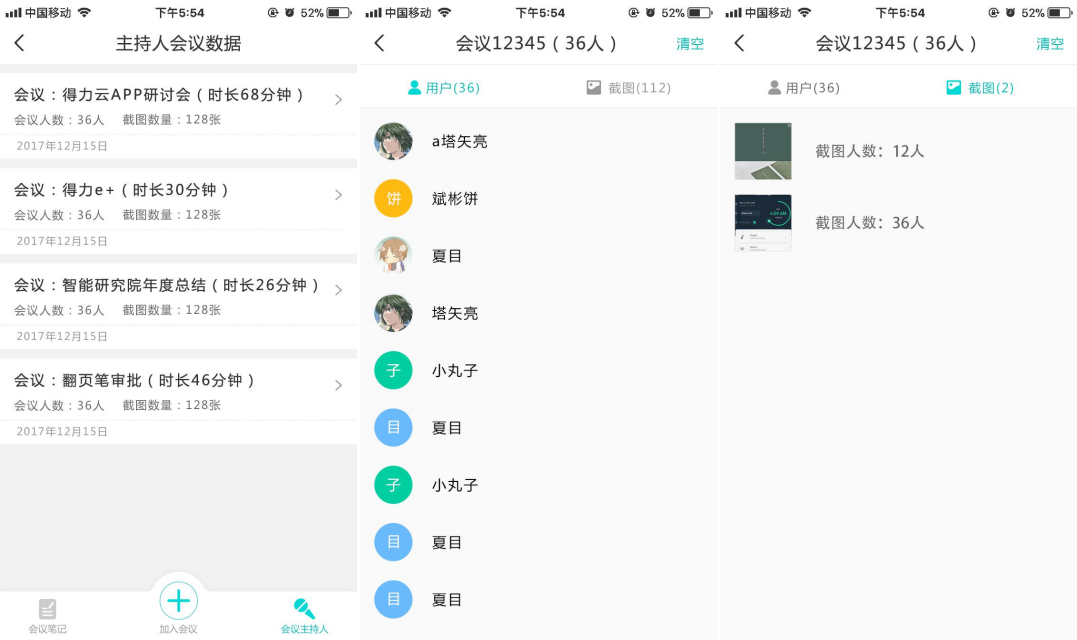 中国移动 下午5:54 52%
主持人会议数据
会议：得力云APP研讨会（时长68分钟）
会议人数：36人 截图数量：128张
2017年12月15日
会议：得力e+（时长30分钟）
会议人数：36人 截图数量：128张
2017年12月15日
会议：智能研究院年度总结（时长26分钟）
会议人数：36人 截图数量：128张
2017年12月15日
会议：翻页笔审批（时长46分钟）
会议人数：36人 截图数量：128张
2017年12月15日
会议笔记 加入会议 会议主持人
中国移动 下午5:54 52%
会议12345（36人） 清空
用户(36) 截图(112)
a塔矢亮
饼 斌彬饼
夏目
塔矢亮
子 小丸子
目 夏目
子 小丸子
目 夏目
目 夏目
中国移动 下午5:54 52%
会议12345（36人） 清空
用户(36) 截图(2)
截图人数：12人
截图人数：36人